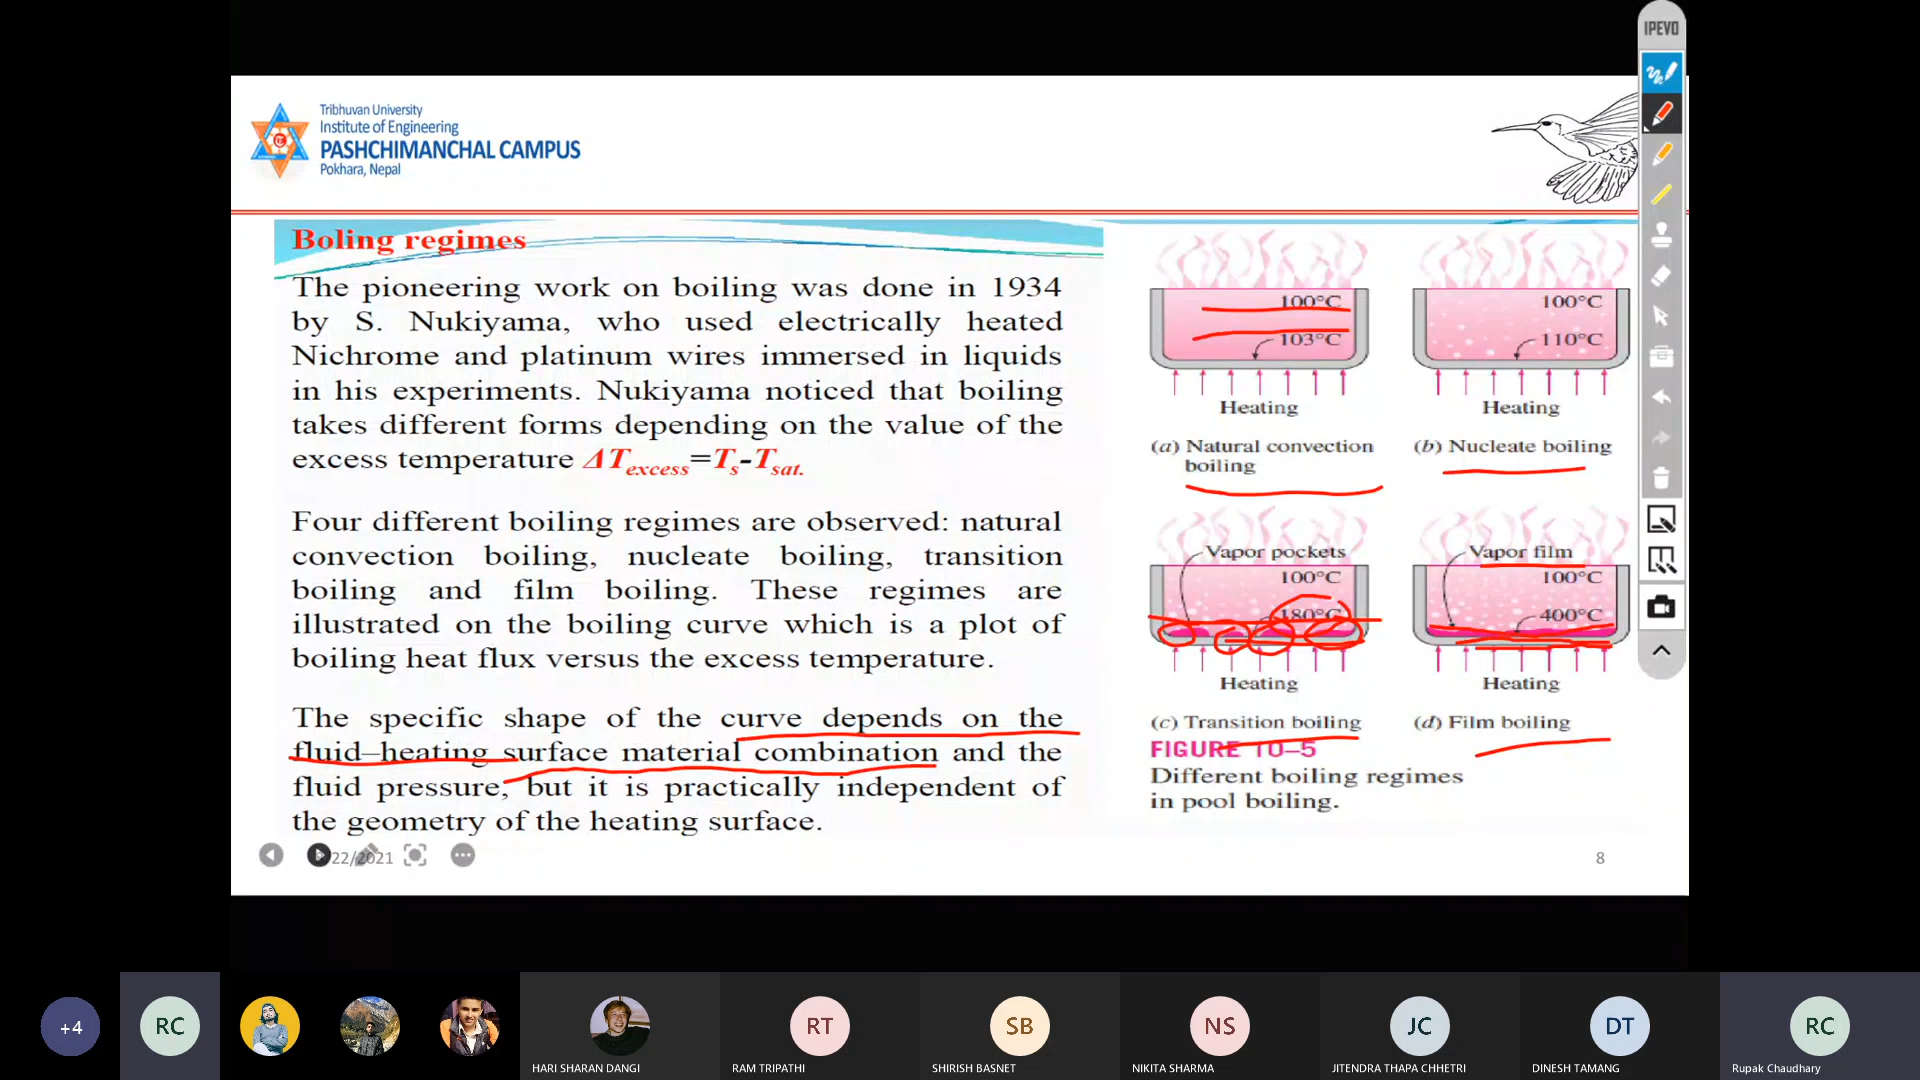 IPEVO
Tribhuvan University
Institute of Engineering
PASHCHIMANCHAL CAMPUS
Pokhara, Nepal
Boling regimes
The pioneering work on boiling was done in 1934
by S. Nukiyama, who used electrically heated
Nichrome and platinum wires immersed in liquids
in his experiments. Nukiyama noticed that boiling
takes different forms depending on the value of the
excess temperature ΔTexcess=Ts-Tsat.
Four different boiling regimes are observed: natural
convection boiling, nucleate boiling, transition
boiling and film boiling. These regimes are
illustrated on the boiling curve which is a plot of
boiling heat flux versus the excess temperature.
The specific shape of the curve depends on the
fluid–heating surface material combination and the
fluid pressure, but it is practically independent of
the geometry of the heating surface.
100°C
103°C
Heating
(a) Natural convection
boiling
100°C
110°C
Heating
(b) Nucleate boiling
Vapor pockets
100°C
180°C
Heating
(c) Transition boiling
Vapor film
100°C
400°C
Heating
(d) Film boiling
FIGURE 10–5
Different boiling regimes
in pool boiling.
22/2021
8
+4
RC
HARI SHARAN DANGI
RT
RAM TRIPATHI
SB
SHIRISH BASNET
NS
NIKITA SHARMA
JC
JITENDRA THAPA CHHETRI
DT
DINESH TAMANG
RC
Rupak Chaudhary